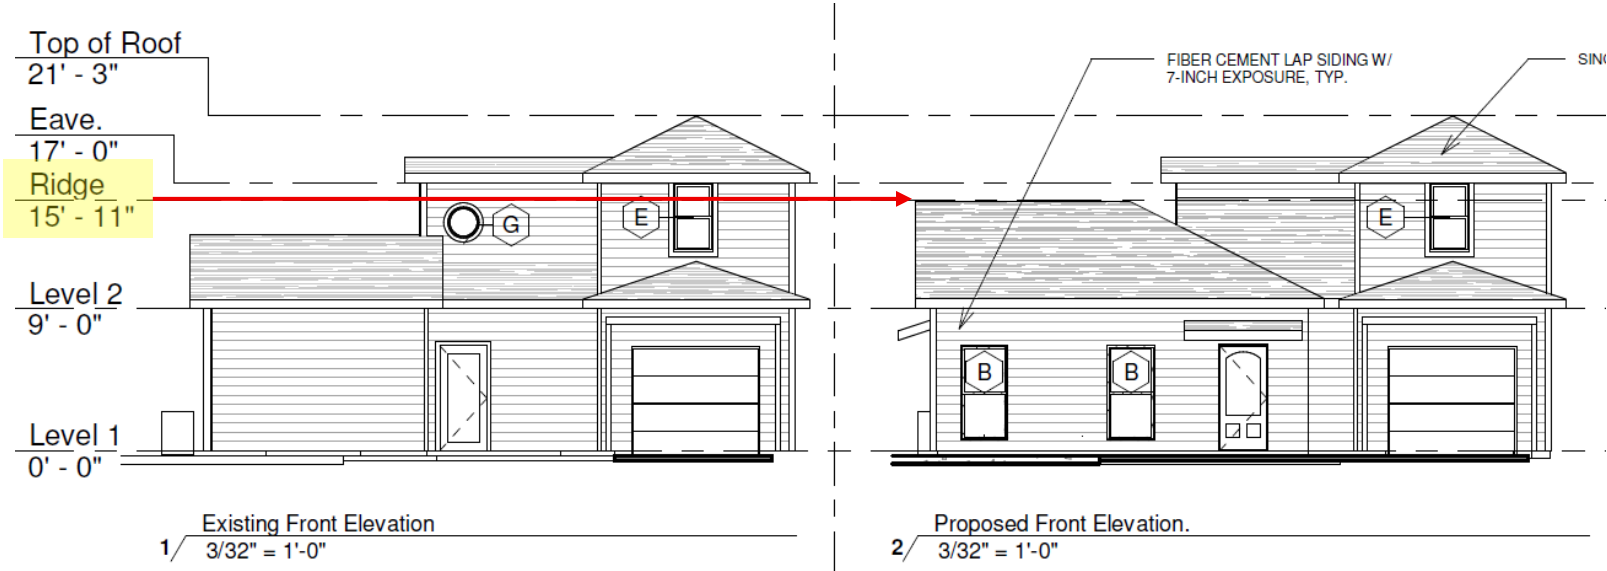 Top of Roof
21' - 3"
Eave.
17' - 0"
Ridge
15' - 11"
Level 2
9' - 0"
Level 1
0' - 0"
G
E
FIBER CEMENT LAP SIDING W/
7-INCH EXPOSURE, TYP.
E
B
B
1
Existing Front Elevation
3/32" = 1'-0"
2
Proposed Front Elevation.
3/32" = 1'-0"